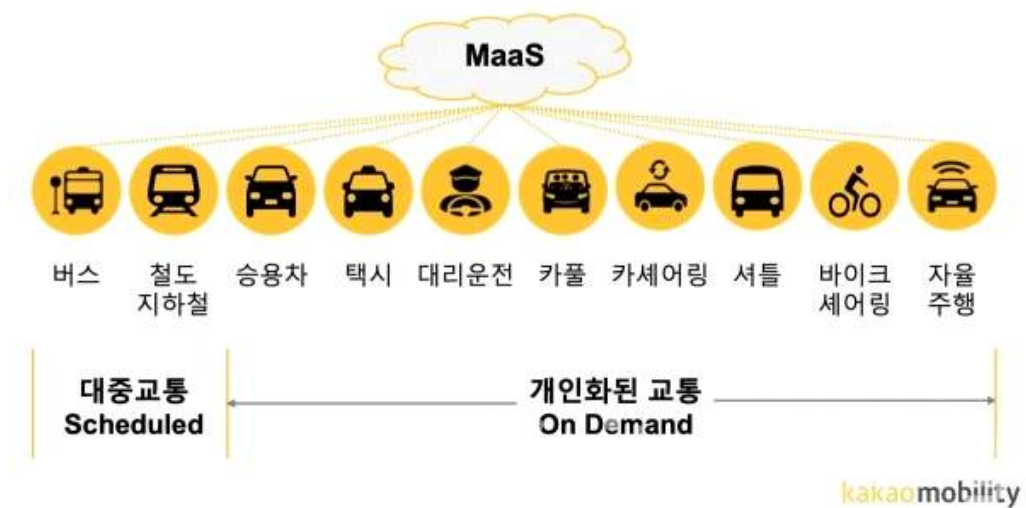 MaaS
버스
철도
지하철
승용차
택시
대리운전
카풀
카셰어링
셔틀
바이크
셰어링
자율
주행
대중교통
Scheduled
개인화된 교통
On Demand
kakaomobility